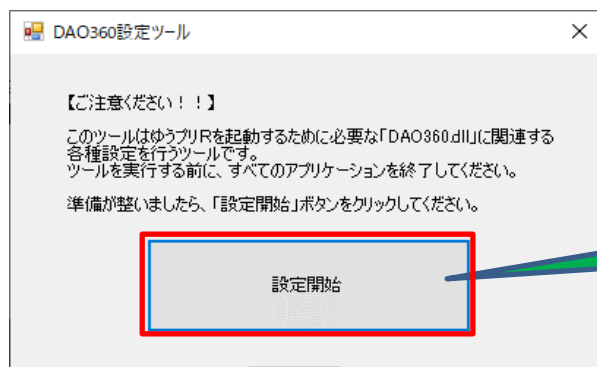 DAO360設定ツール
【ご注意ください！！】
このツールはゆうプリRを起動するために必要な「DAO360.dll」に関連する
各種設定を行うツールです。
ツールを実行する前に、すべてのアプリケーションを終了してください。
準備が整いましたら、「設定開始」ボタンをクリックしてください。
設定開始